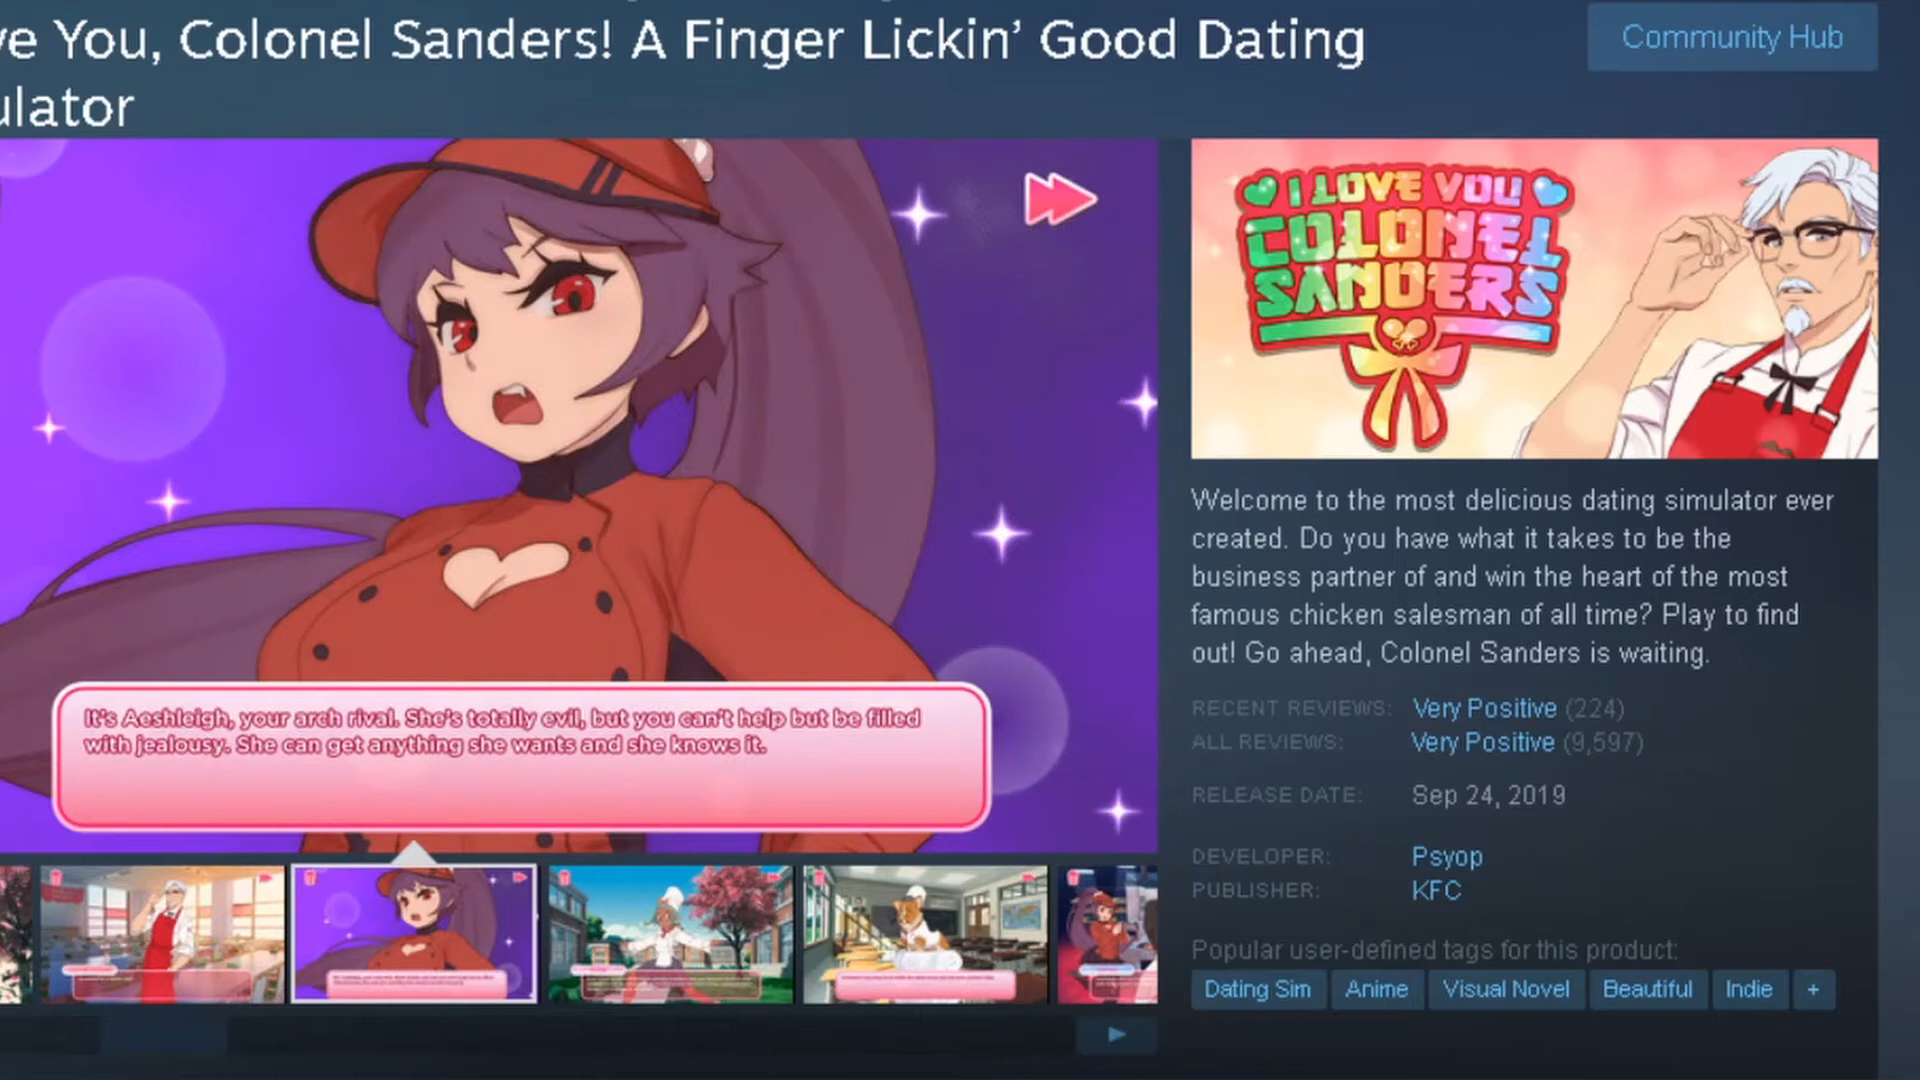 ve You, Colonel Sanders! A Finger Lickin' Good Dating
ulator
Community Hub
I LOVE YOU
COLONEL
SANDERS
It's Aeshleigh, your arch rival. She's totally evil, but you can't help but be filled
with jealousy. She can get anything she wants and she knows it.
Welcome to the most delicious dating simulator ever
created. Do you have what it takes to be the
business partner of and win the heart of the most
famous chicken salesman of all time? Play to find
out! Go ahead, Colonel Sanders is waiting.
RECENT REVIEWS: Very Positive (224)
ALL REVIEWS: Very Positive (9,597)
RELEASE DATE: Sep 24, 2019
DEVELOPER: Psyop
PUBLISHER: KFC
Popular user-defined tags for this product:
Dating Sim Anime Visual Novel Beautiful Indie +